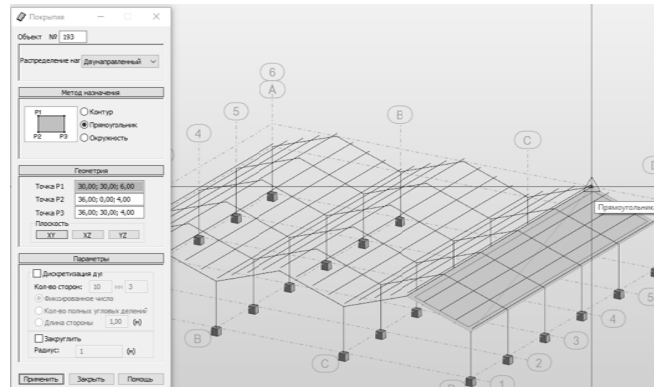 Покрытия
Объект № 193
Распределение наг Двунаправленный
Метод назначения
P1
P2 P3
Контур
Прямоугольник
Окружность
Геометрия
Точка P1 30,00; 30,00; 6,00
Точка P2 36,00; 0,00; 4,00
Точка P3 36,00; 30,00; 4,00
Плоскость
XY XZ YZ
Параметры
Дискретизация дуг
Кол-во сторон: 10 3
Фиксированное число
Кол-во полных угловых делений
Длина стороны 1,00 (м)
Закруглить
Радиус: 1 (м)
Применить Закрыть Помощь
6
A
5
B
4
C
Прямоугольник
5
4
B
3
C
2
1